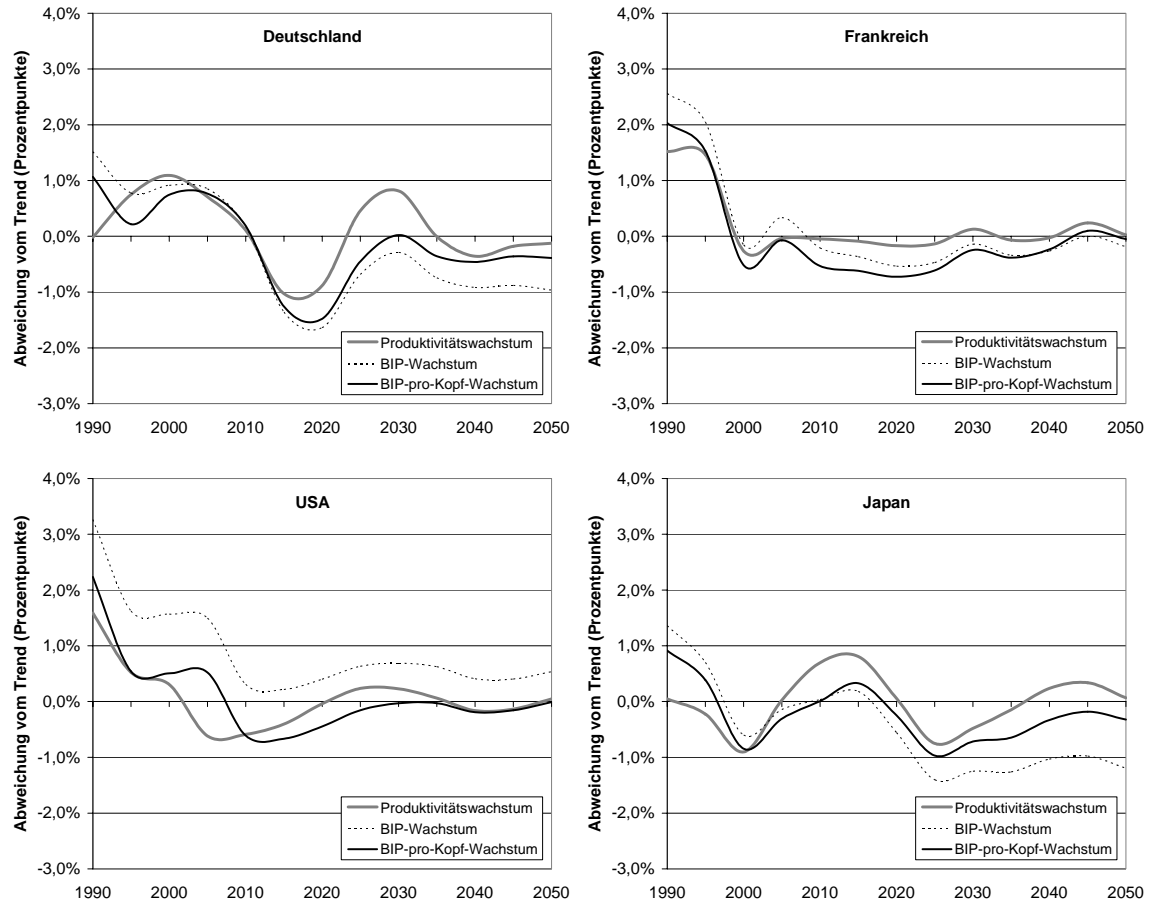 Deutschland
Abweichung vom Trend (Prozentpunkte)
4,0%
3,0%
2,0%
1,0%
0,0%
-1,0%
-2,0%
-3,0%
Produktivitätswachstum
BIP-Wachstum
BIP-pro-Kopf-Wachstum
1990 2000 2010 2020 2030 2040 2050
Frankreich
Abweichung vom Trend (Prozentpunkte)
4,0%
3,0%
2,0%
1,0%
0,0%
-1,0%
-2,0%
-3,0%
Produktivitätswachstum
BIP-Wachstum
BIP-pro-Kopf-Wachstum
1990 2000 2010 2020 2030 2040 2050
USA
Abweichung vom Trend (Prozentpunkte)
4,0%
3,0%
2,0%
1,0%
0,0%
-1,0%
-2,0%
-3,0%
Produktivitätswachstum
BIP-Wachstum
BIP-pro-Kopf-Wachstum
1990 2000 2010 2020 2030 2040 2050
Japan
Abweichung vom Trend (Prozentpunkte)
4,0%
3,0%
2,0%
1,0%
0,0%
-1,0%
-2,0%
-3,0%
Produktivitätswachstum
BIP-Wachstum
BIP-pro-Kopf-Wachstum
1990 2000 2010 2020 2030 2040 2050